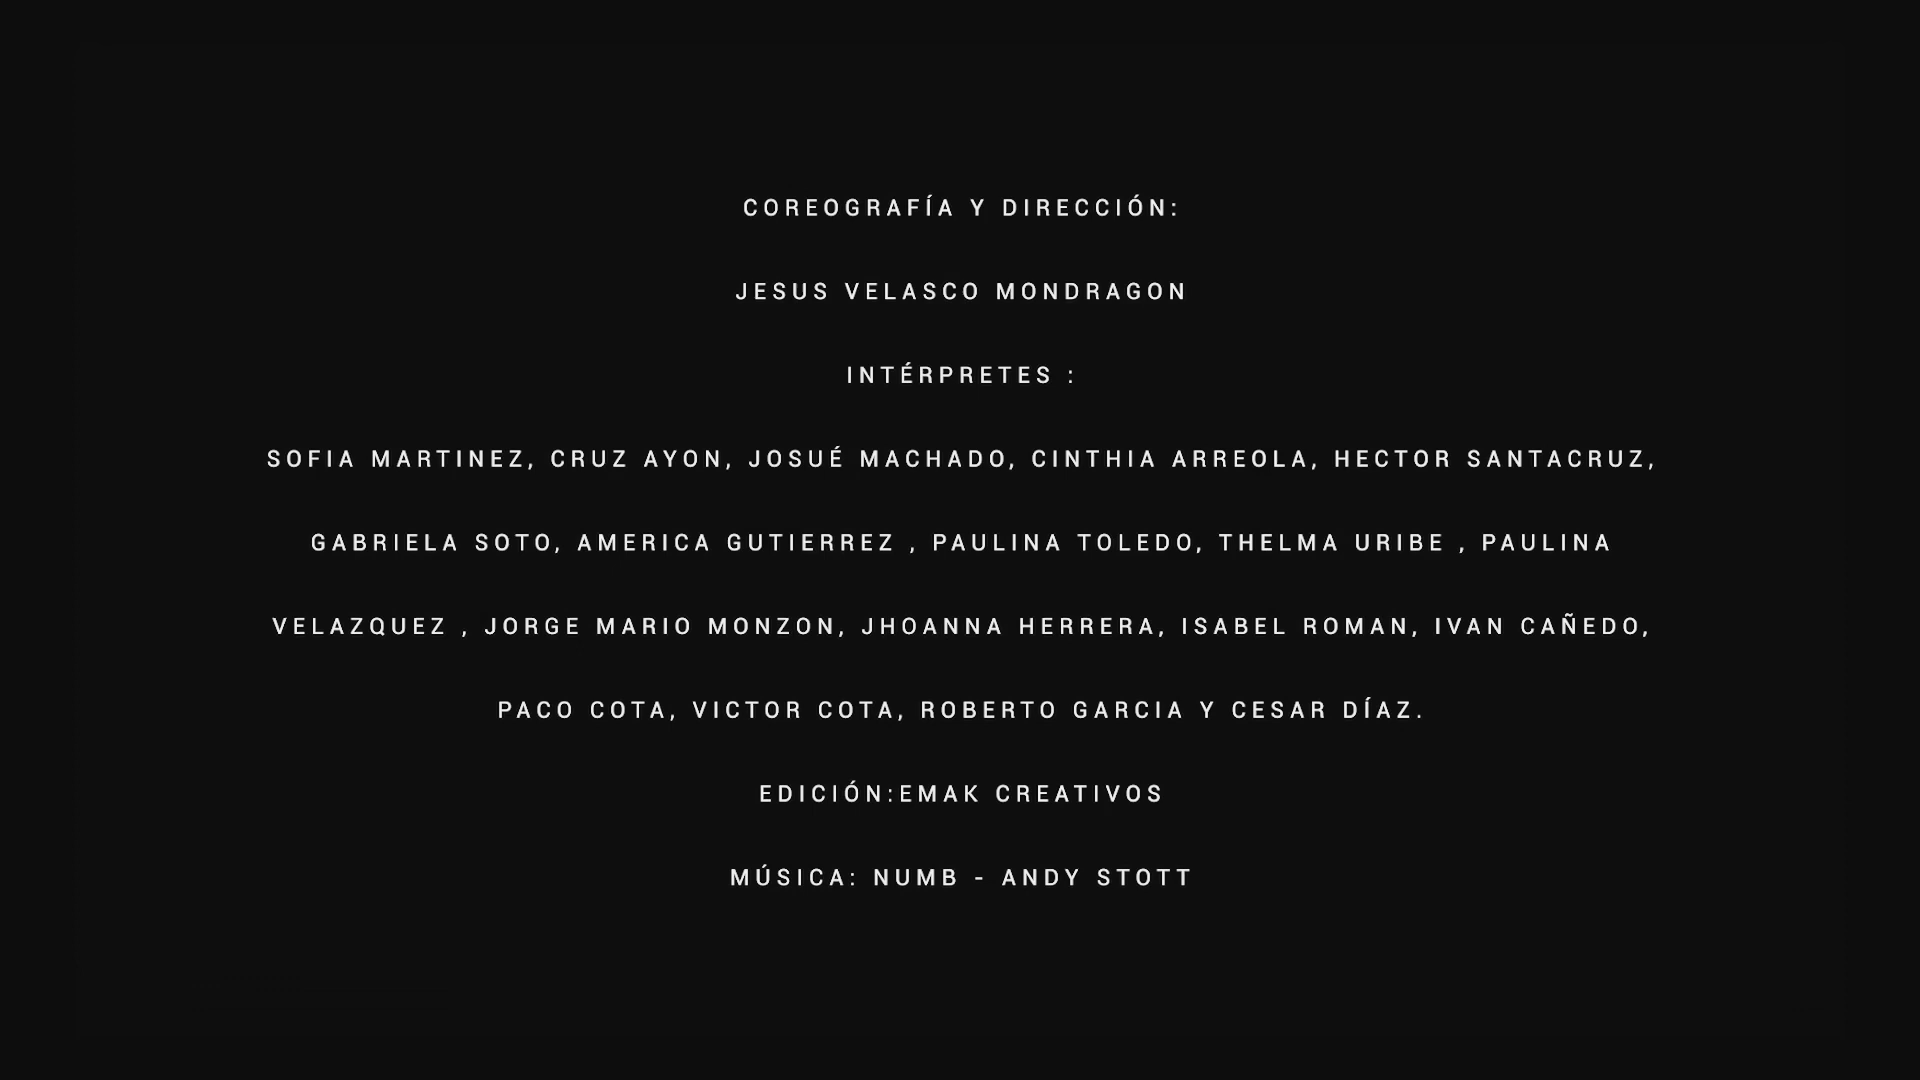 COREOGRAFÍA Y DIRECCIÓN:
JESUS VELASCO MONDRAGON
INTÉRPRETES :
SOFIA MARTINEZ, CRUZ AYON, JOSUÉ MACHADO, CINTHIA ARREOLA, HECTOR SANTACRUZ,
GABRIELA SOTO, AMERICA GUTIERREZ , PAULINA TOLEDO, THELMA URIBE , PAULINA
VELAZQUEZ , JORGE MARIO MONZON, JHOANNA HERRERA, ISABEL ROMAN, IVAN CAÑEDO,
PACO COTA, VICTOR COTA, ROBERTO GARCIA Y CESAR DÍAZ.
EDICIÓN:EMAK CREATIVOS
MÚSICA: NUMB - ANDY STOTT